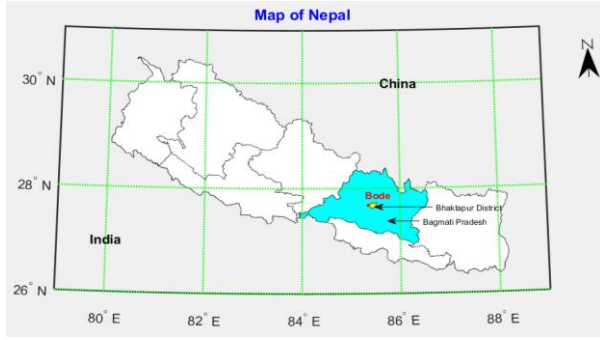 Map of Nepal
N
30° N
China
28° N
Bode
Bhaktapur District
Bagmati Pradesh
India
26° N
80° E
82° E
84° E
86° E
88° E